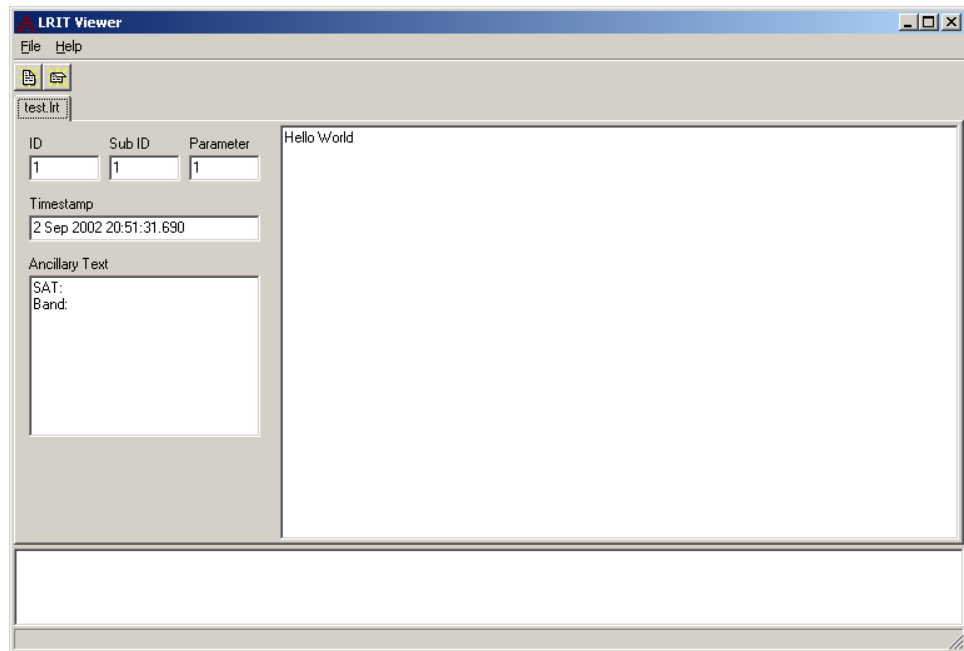 LRIT Viewer
File Help
test.lrt
ID Sub ID Parameter
1 1 1
Timestamp
2 Sep 2002 20:51:31.690
Ancillary Text
SAT:
Band:
Hello World